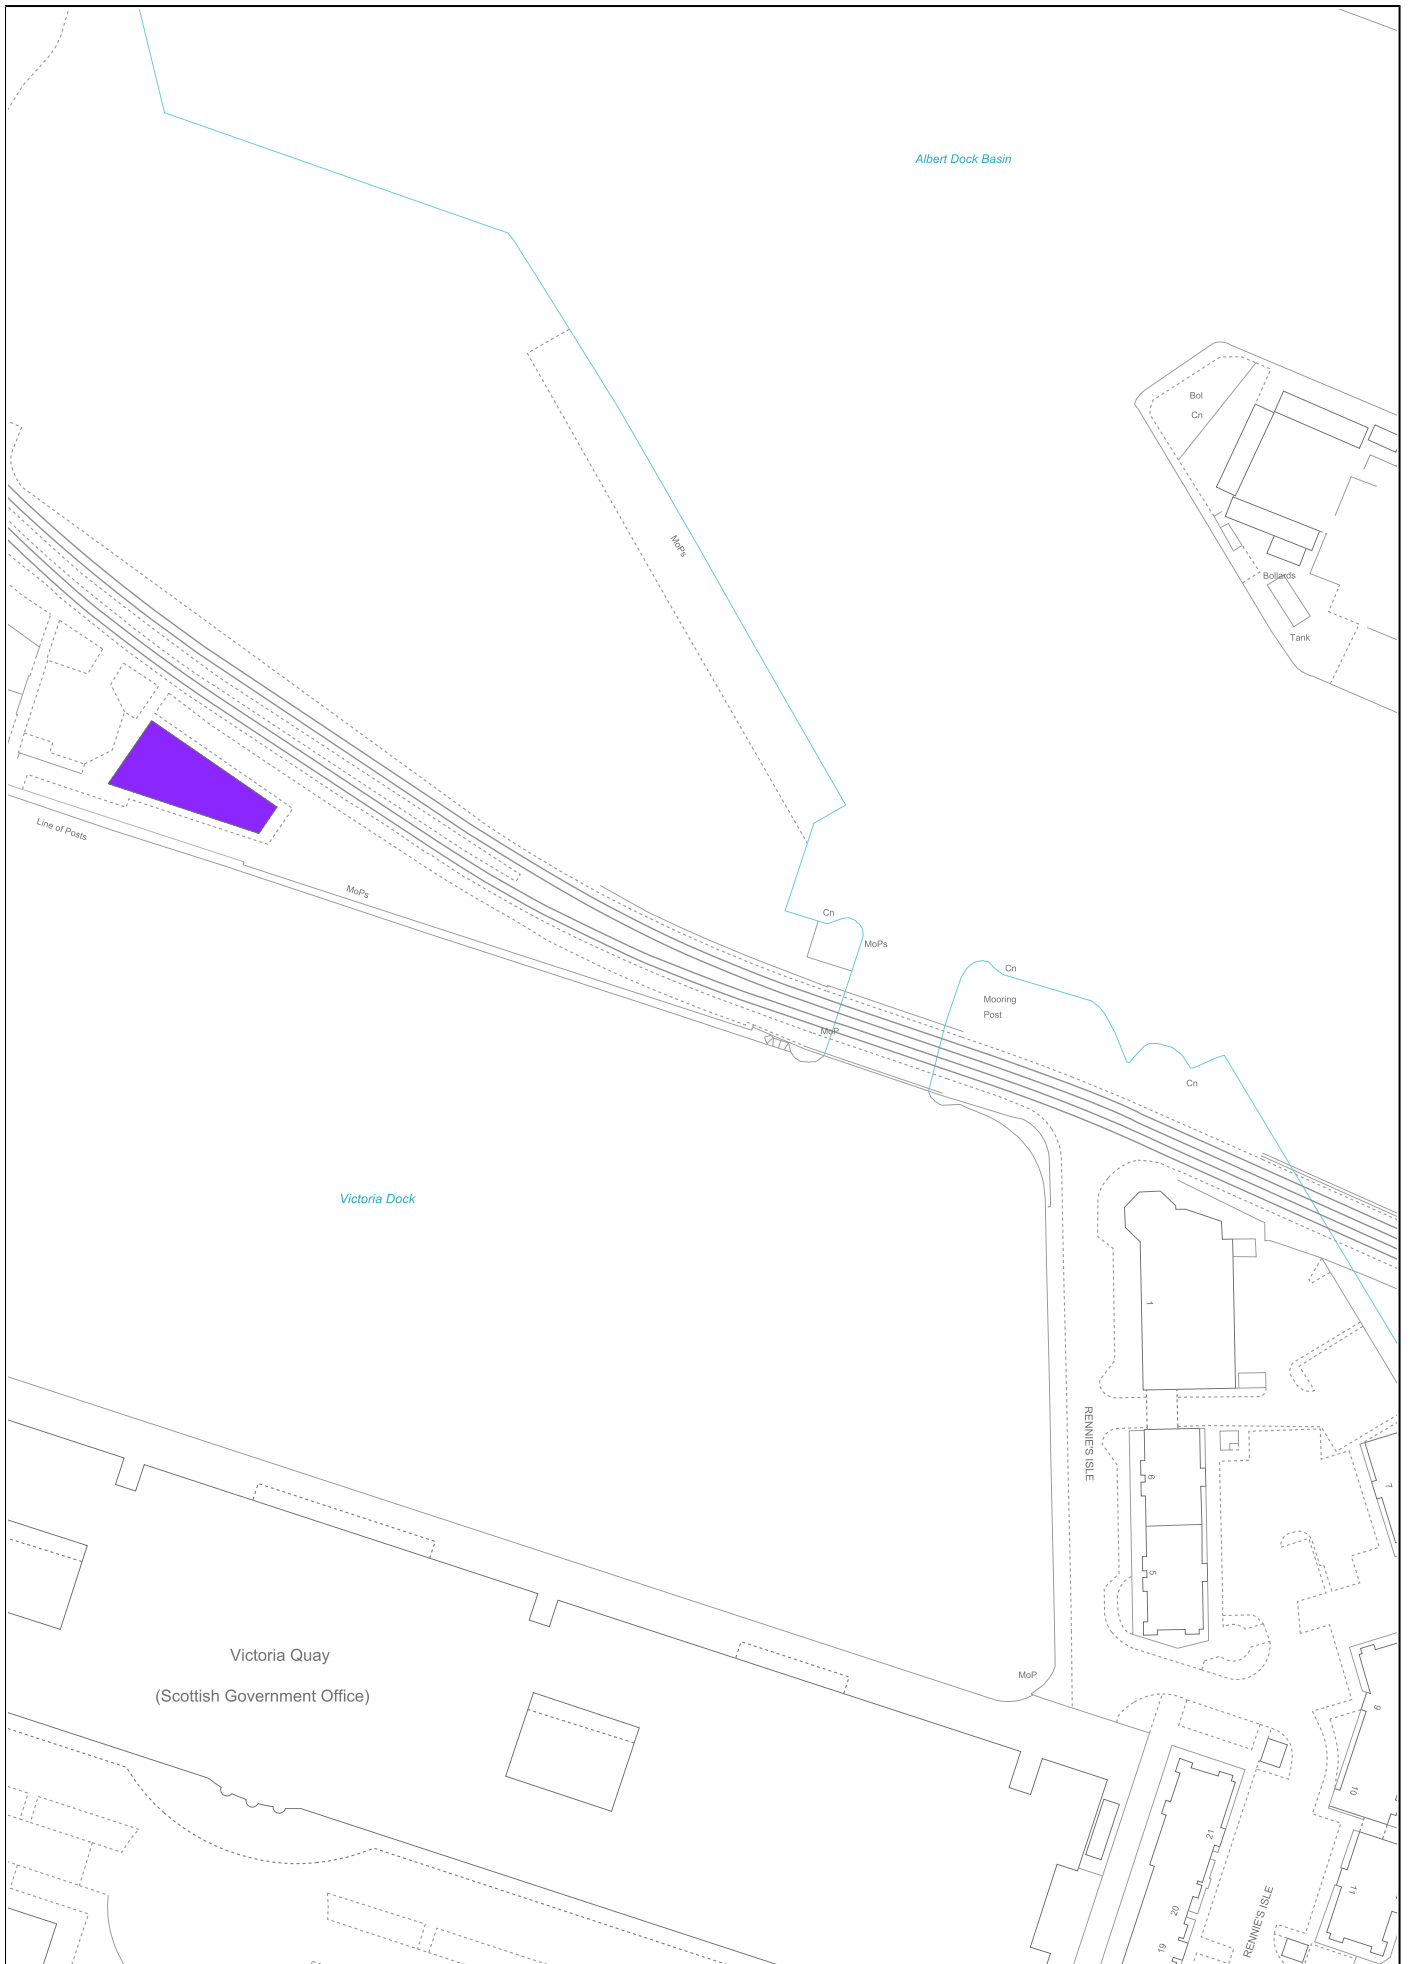 Albert Dock Basin
Bol
Cn
MoPs
Bollards
Tank
Line of Posts
MoPs
Cn
MoPs
Cn
Mooring
Post
MoP
Cn
Victoria Dock
1
RENNIE'S ISLE
6
7
5
Victoria Quay
(Scottish Government Office)
MoP
9
10
21
11
20
19
RENNIE'S ISLE